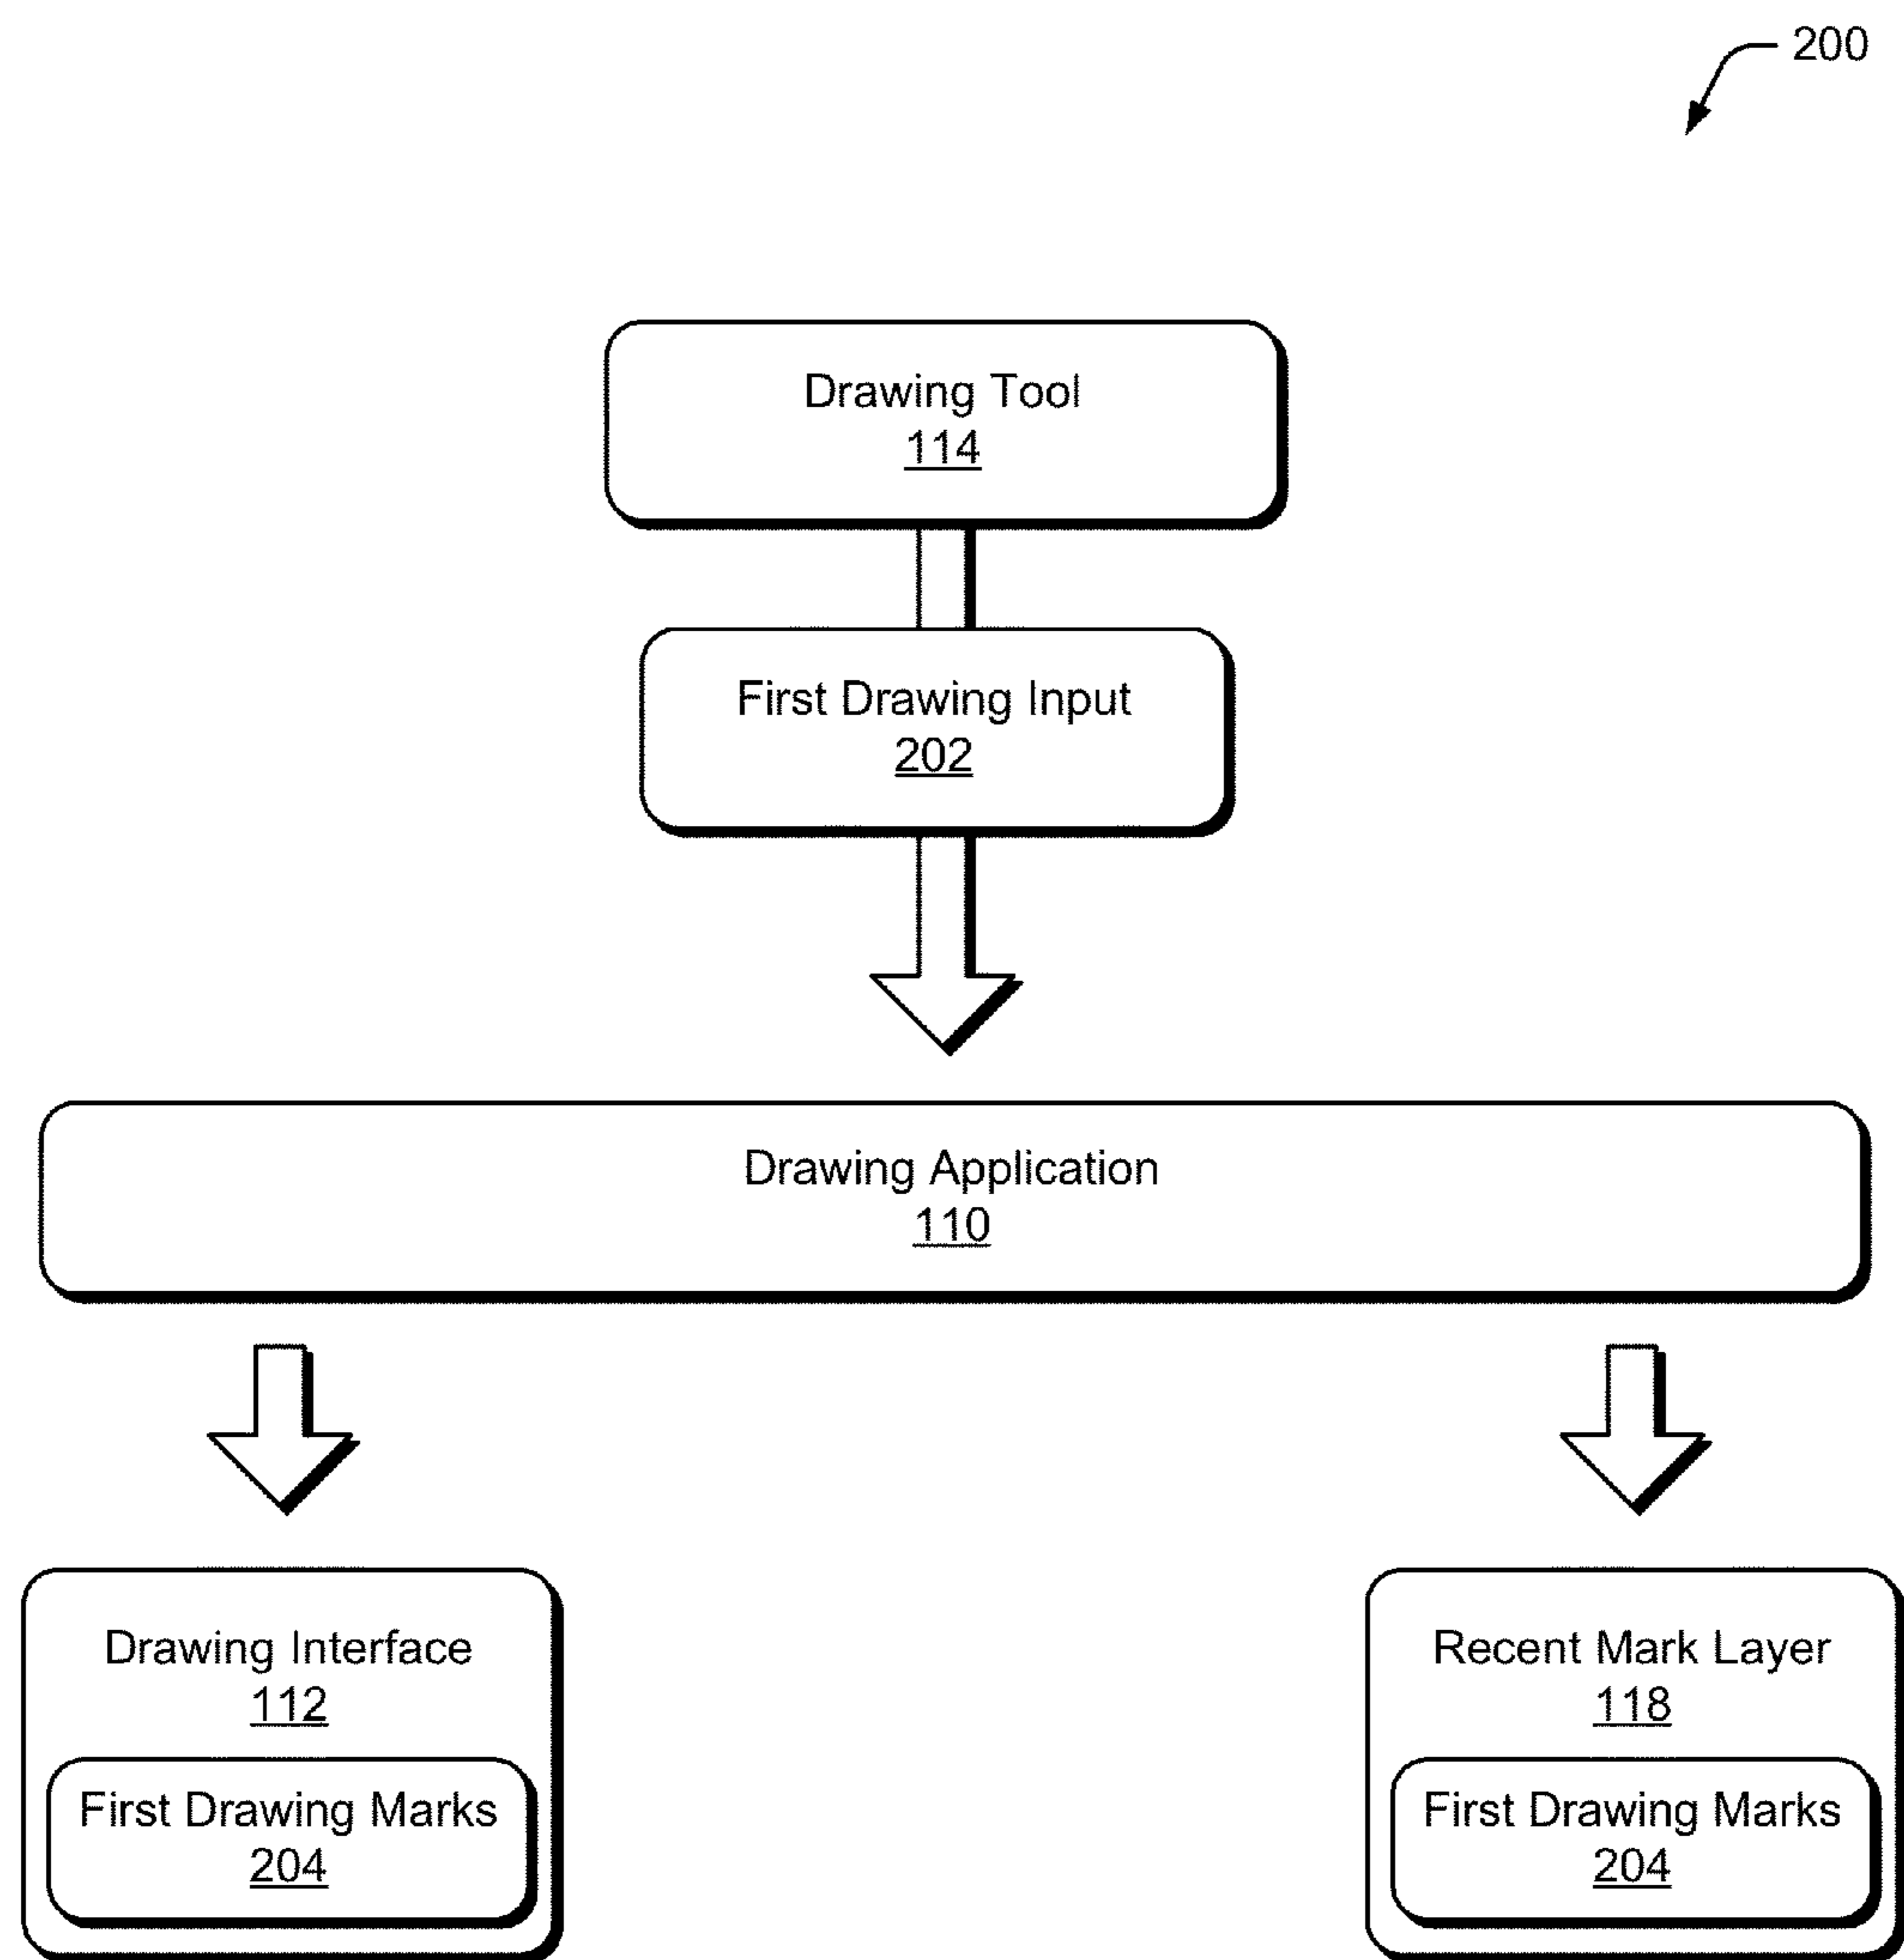 200
Drawing Tool
114
First Drawing Input
202
Drawing Application
110
Drawing Interface
112
First Drawing Marks
204
Recent Mark Layer
118
First Drawing Marks
204